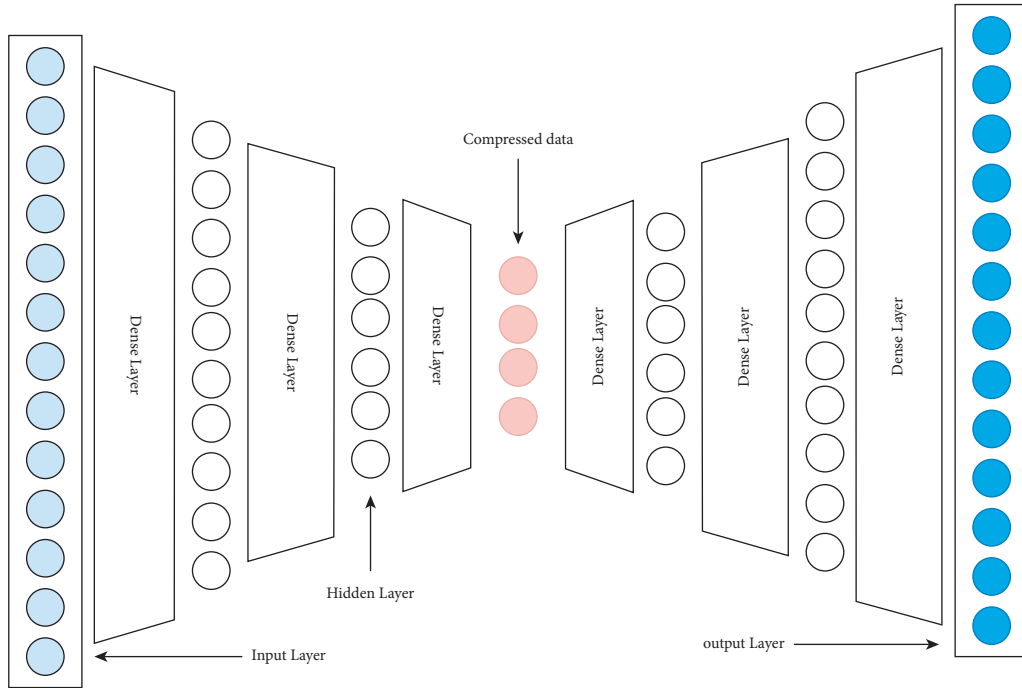 Compressed data
Dense Layer
Dense Layer
Dense Layer
Dense Layer
Dense Layer
Dense Layer
Hidden Layer
Input Layer
output Layer